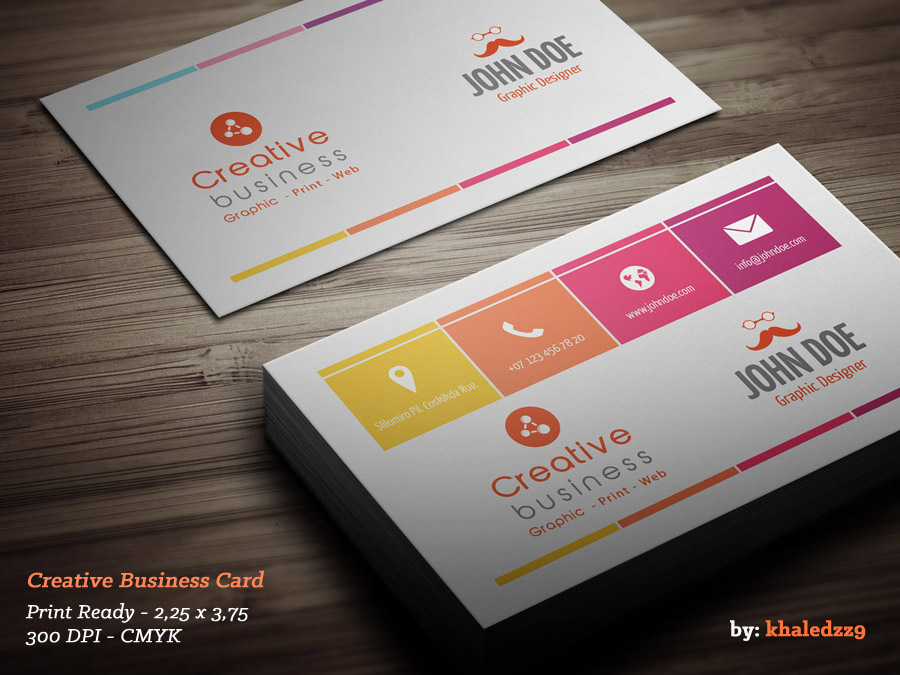 JOHN DOE
Graphic Designer
Creative
business
Graphic - Print - Web
info@johndoe.com
www.johndoe.com
+07 123 456 78 20
JOHN DOE
Graphic Designer
Creative
business
Graphic - Print - Web
Creative Business Card
Print Ready - 2,25 x 3,75
300 DPI - CMYK
by: khaledzz9